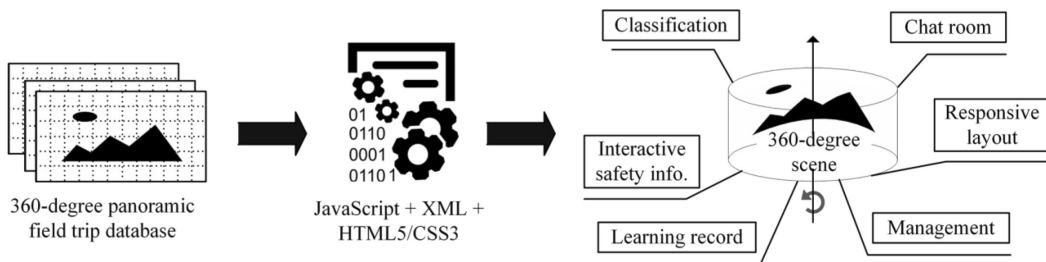 360-degree panoramic
field trip database
01
0110
0001
0110 1
JavaScript + XML +
HTML5/CSS3
Classification
Chat room
360-degree
scene
Responsive
layout
Interactive
safety info.
Learning record
Management